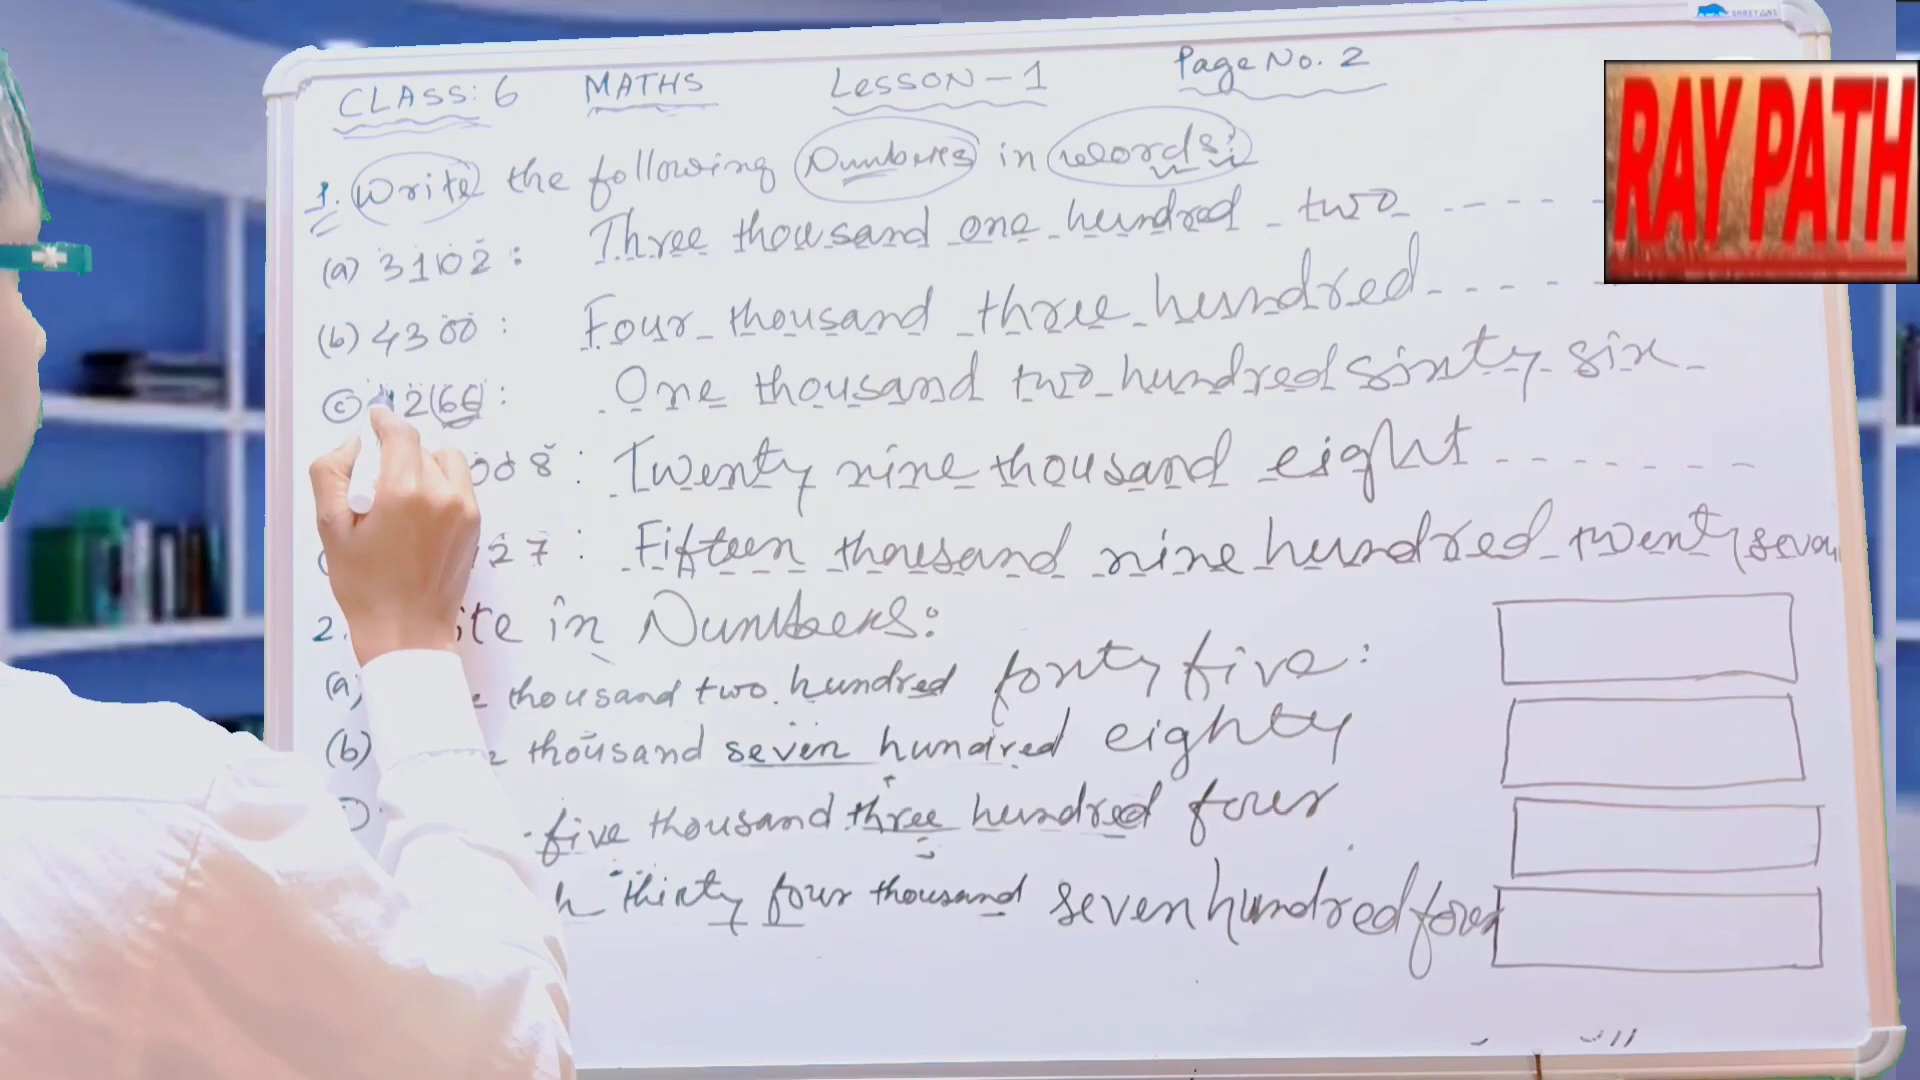 SHREYANS
CLASS: 6 MATHS Lesson-1 Page No. 2
RAY PATH
1. Write the following Numbers in words:
(a) 3102 : Three thousand one hundred two
(b) 4300 : Four thousand three hundred
(c) 1266 : One thousand two hundred sixty six
008 : Twenty nine thousand eight
27 : Fifteen thousand nine hundred twenty seven
2. ite in Numbers:
(a) thousand two hundred forty five :
(b) thousand seven hundred eighty
five thousand three hundred four
h thirty four thousand seven hundred four